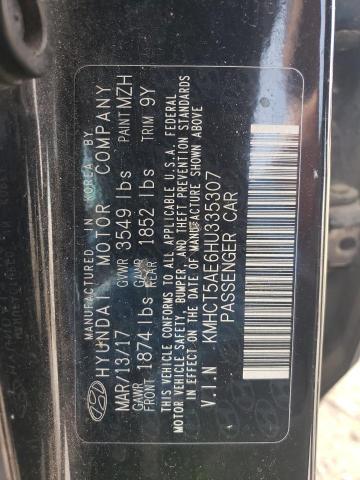 MANUFACTURED IN KOREA BY
HYUNDAI MOTOR COMPANY
MAR/13/17 GVWR 3549 lbs PAINT MZH
GAWR FRONT 1874 lbs GAWR REAR 1852 lbs TRIM 9Y
THIS VEHICLE CONFORMS TO ALL APPLICABLE U.S.A. FEDERAL
MOTOR VEHICLE SAFETY, BUMPER, AND THEFT PREVENTION STANDARDS
IN EFFECT ON THE DATE OF MANUFACTURE SHOWN ABOVE
V.I.N KMHCT5AE6HU335307
PASSENGER CAR